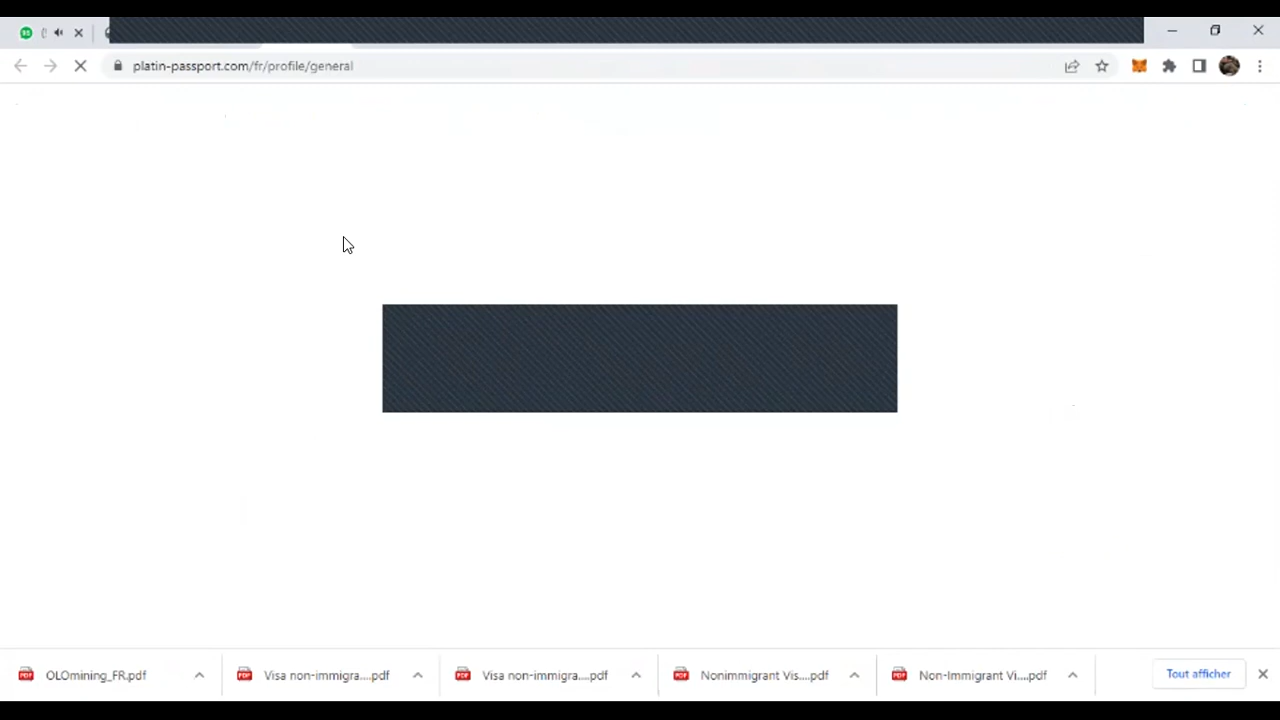 platin-passport.com/fr/profile/general
OLOmining_FR.pdf
Visa non-immigra....pdf
Visa non-immigra....pdf
Nonimmigrant Vis....pdf
Non-Immigrant Vi....pdf
Tout afficher